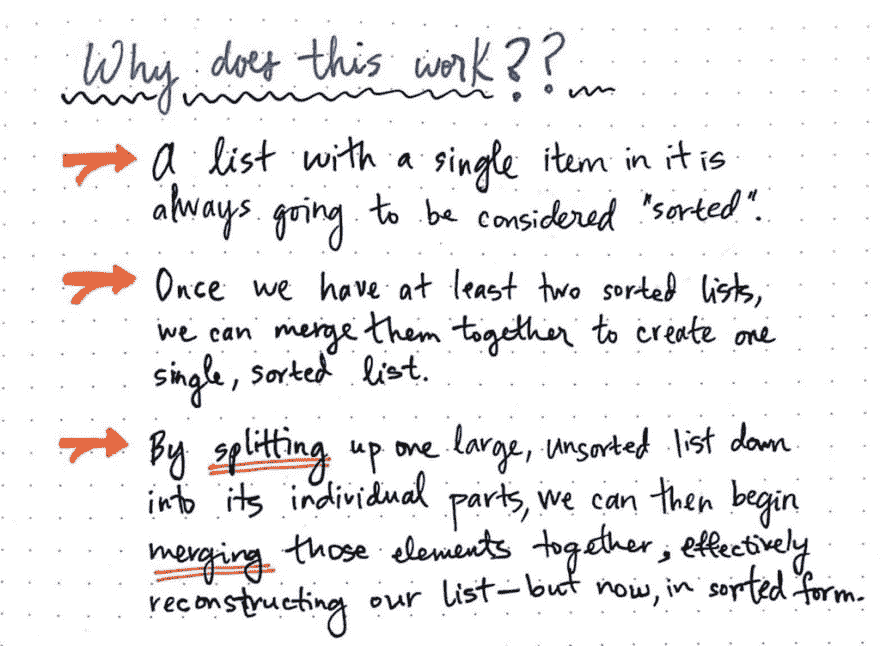 Why does this work??
A list with a single item in it is
always going to be considered "sorted".
Once we have at least two sorted lists,
we can merge them together to create one
single, sorted list.
By splitting up one large, unsorted list down
into its individual parts, we can then begin
merging those elements together, effectively
reconstructing our list—but now, in sorted form.